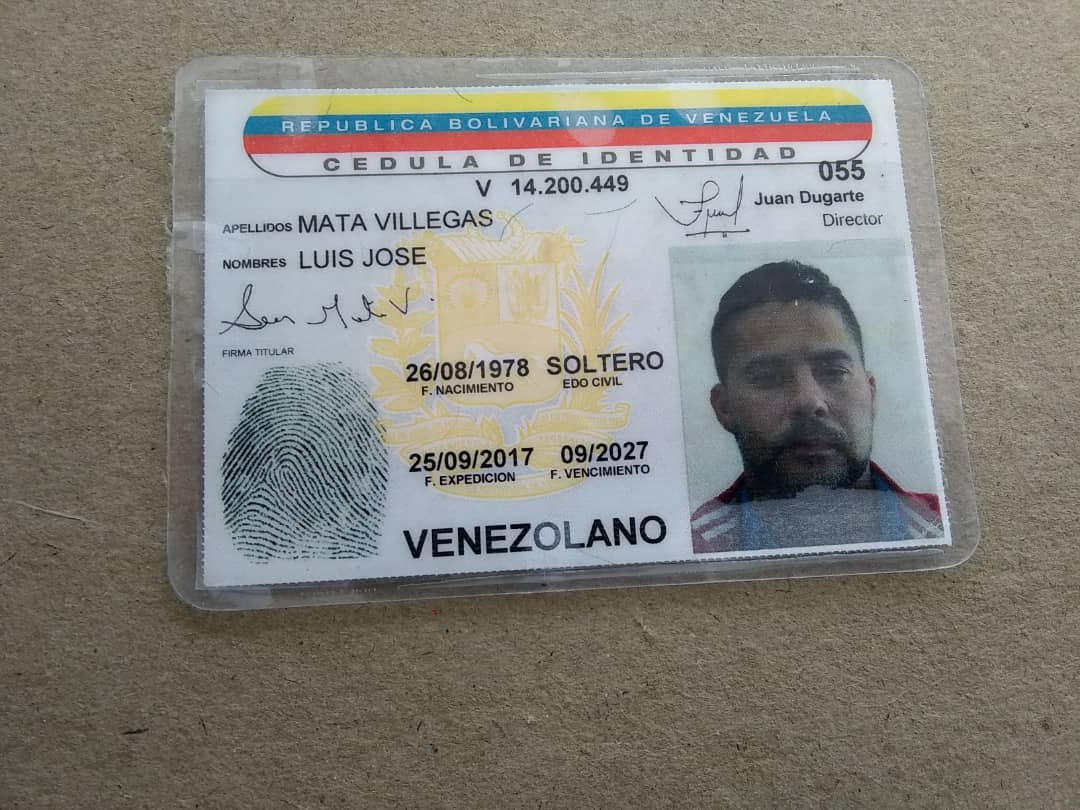 REPUBLICA BOLIVARIANA DE VENEZUELA
CEDULA DE IDENTIDAD
V 14.200.449
055
Juan Dugarte
Director
APELLIDOS MATA VILLEGAS
NOMBRES LUIS JOSE
FIRMA TITULAR
26/08/1978 SOLTERO
F. NACIMIENTO EDO CIVIL
25/09/2017 09/2027
F. EXPEDICION F. VENCIMIENTO
VENEZOLANO